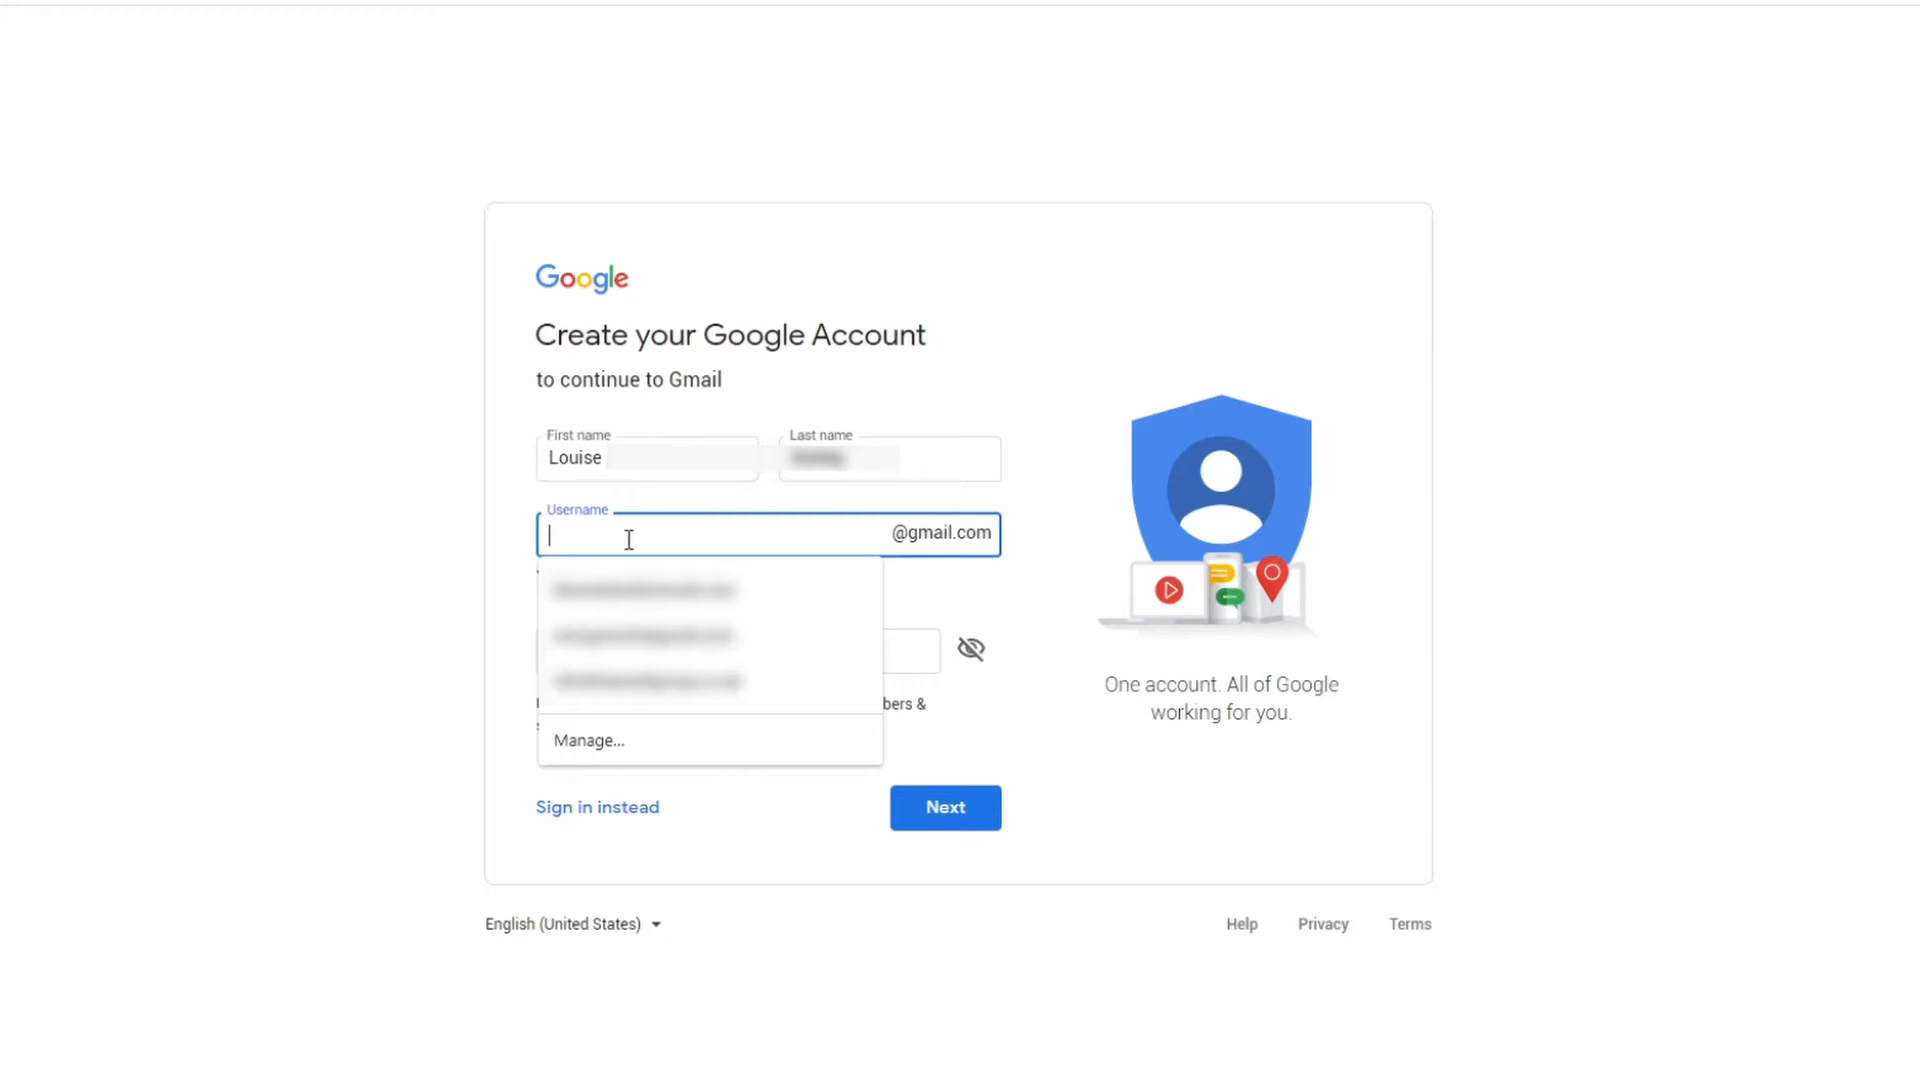 Google
Create your Google Account
to continue to Gmail
First name
Louise
Last name
Username
@gmail.com
bers &
Manage...
Sign in instead
Next
One account. All of Google
working for you.
English (United States)
Help
Privacy
Terms